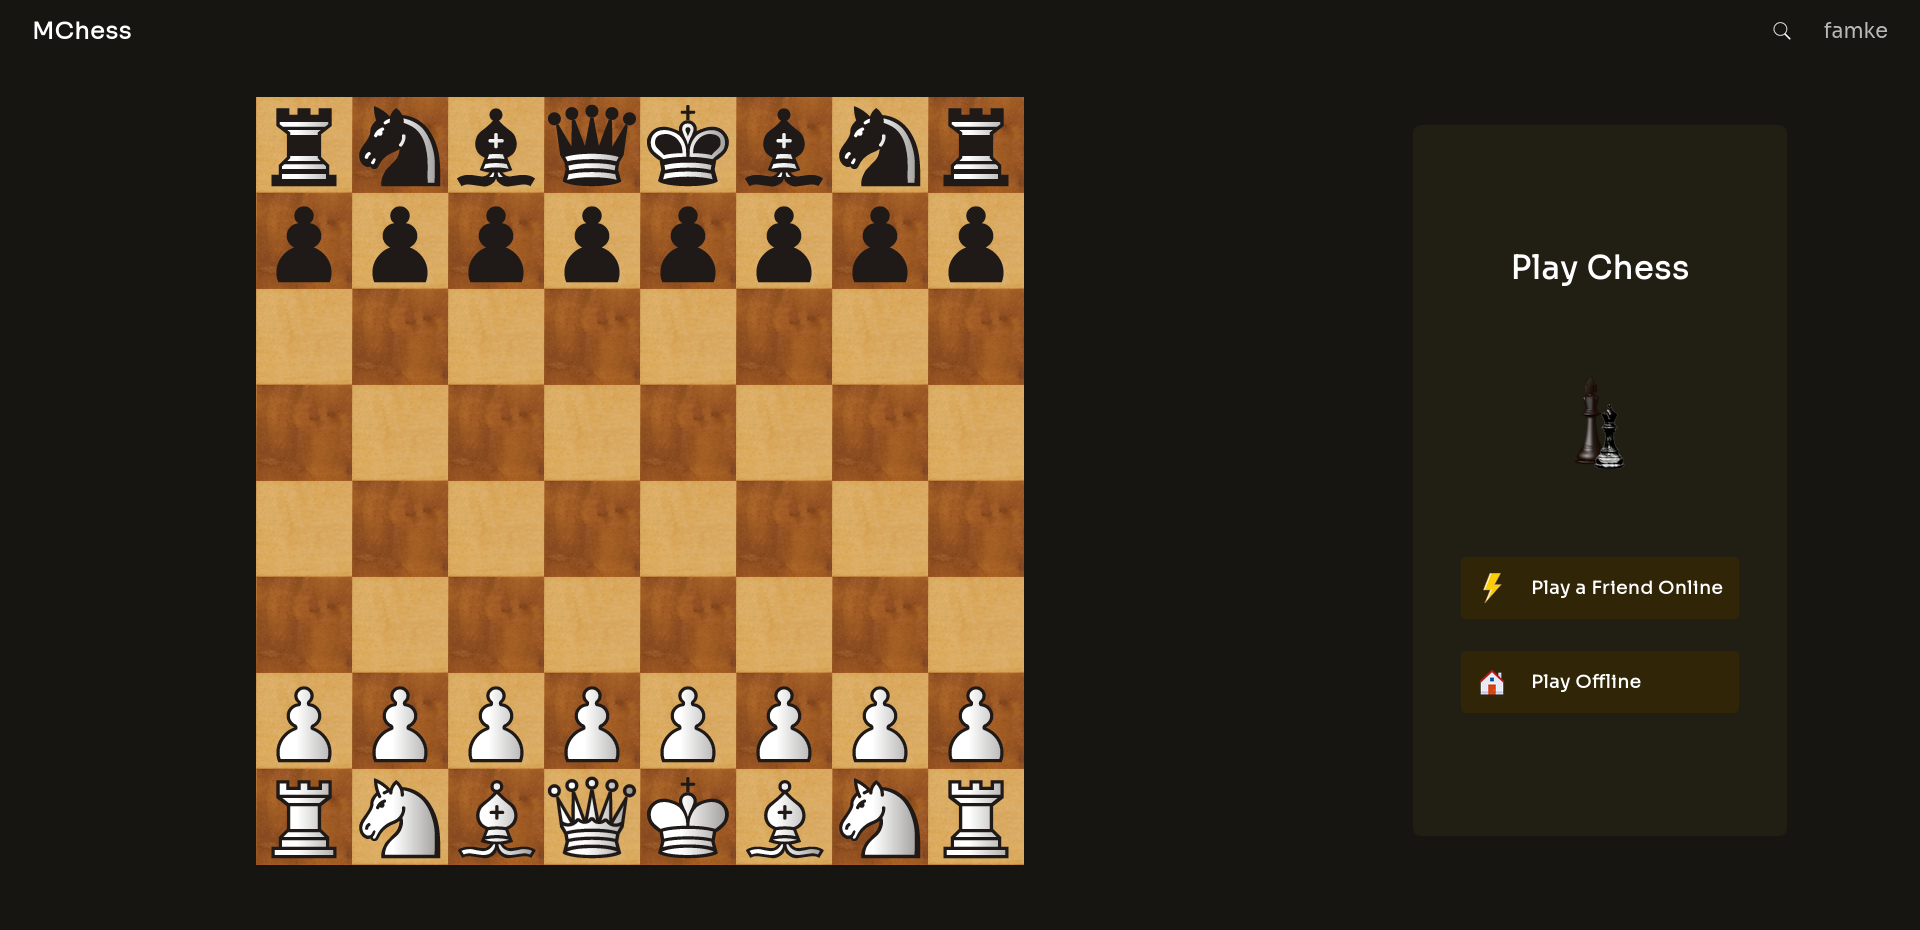 MChess
famke
Play Chess
Play a Friend Online
Play Offline